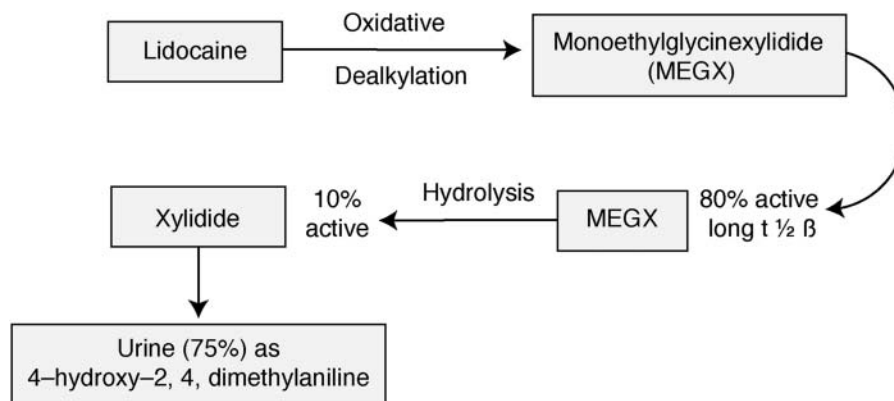 Lidocaine
Oxidative
Dealkylation
Monoethylglycinexylidide
(MEGX)
80% active
long t ½ ß
MEGX
Hydrolysis
10%
active
Xylidide
Urine (75%) as
4–hydroxy–2, 4, dimethylaniline